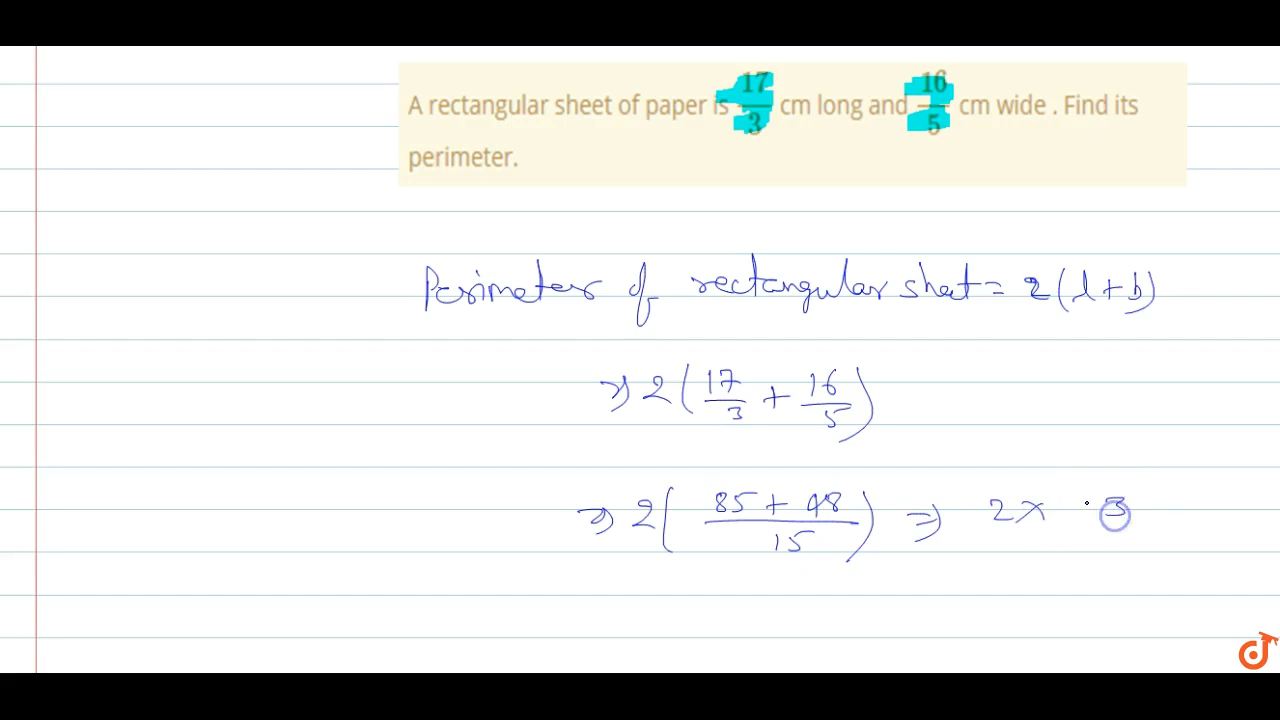 A rectangular sheet of paper is 17/3 cm long and 16/5 cm wide . Find its
perimeter.
Perimeter of rectangular sheet = 2(l+b)
⇒ 2(17/3 + 16/5)
⇒ 2(85+48/15) ⇒ 2× 3